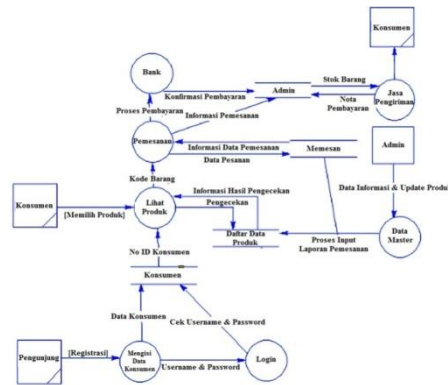 Konsumen
Bank
Konfirmasi Pembayaran
Admin
Stok Barang
Jasa
Pengiriman
Nota
Pembayaran
Proses Pembayaran
Informasi Pemesanan
Pemesanan
Informasi Data Pemesanan
Memesan
Admin
Data Pesanan
Kode Barang
Informasi Hasil Pengecekan
Data Informasi & Update Produk
Konsumen
[Memilih Produk]
Lihat
Produk
Pengecekan
Daftar Data
Produk
Proses Input
Laporan Pemesanan
Data
Master
No ID Konsumen
Konsumen
Data Konsumen
Cek Username & Password
Pengunjung
[Registrasi]
Mengisi
Data
Konsumen
Username & Password
Login